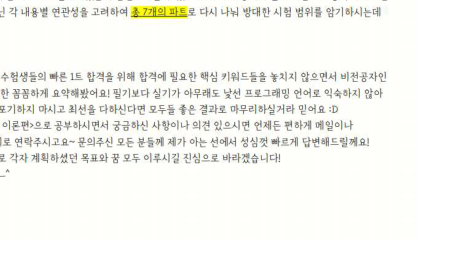 닌 각 내용별 연관성을 고려하여 총 7개의 파트로 다시 나눠 방대한 시험 범위를 암기하시는데
수험생들의 빠른 1트 합격을 위해 합격에 필요한 핵심 키워드들을 놓치지 않으면서 비전공자인
한 꼼꼼하게 요약해봤어요! 필기보다 실기가 아무래도 낯선 프로그래밍 언어로 익숙하지 않아
포기하지 마시고 최선을 다하신다면 모두들 좋은 결과로 마무리하실거라 믿어요 :D
이론편>으로 공부하시면서 궁금하신 사항이나 의견 있으시면 언제든 편하게 메일이나
로 연락주시고요~ 문의주신 모든 분들께 제가 아는 선에서 성심껏 빠르게 답변해드릴께요!
로 각자 계획하셨던 목표와 꿈 모두 이루시길 진심으로 바라겠습니다!
_^